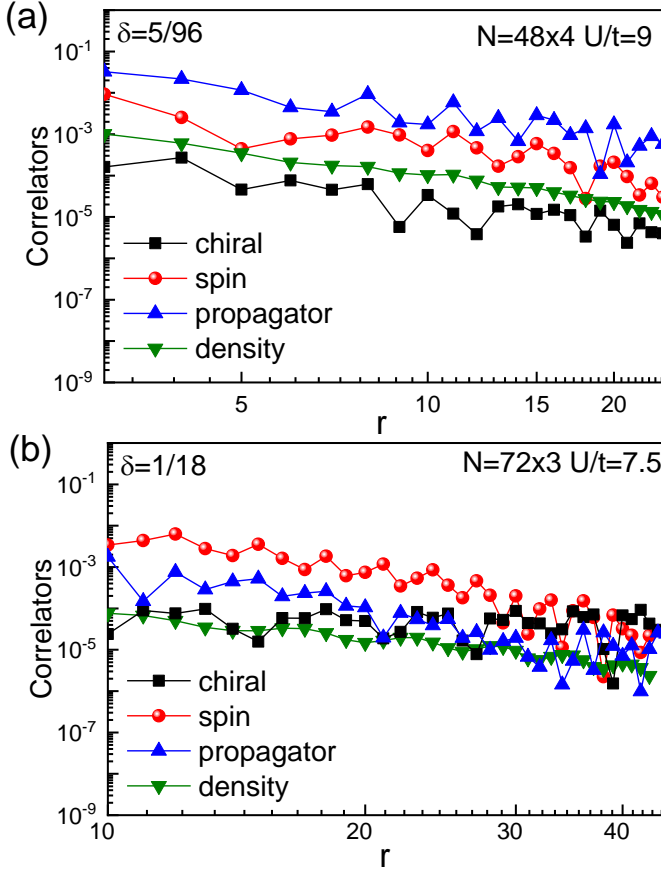 (a)
δ=5/96 N=48x4 U/t=9
10⁻¹
10⁻³
10⁻⁵
10⁻⁷
10⁻⁹
Correlators
chiral
spin
propagator
density
5 10 15 20
r
(b)
δ=1/18 N=72x3 U/t=7.5
10⁻¹
10⁻³
10⁻⁵
10⁻⁷
10⁻⁹
Correlators
chiral
spin
propagator
density
10 20 30 40
r